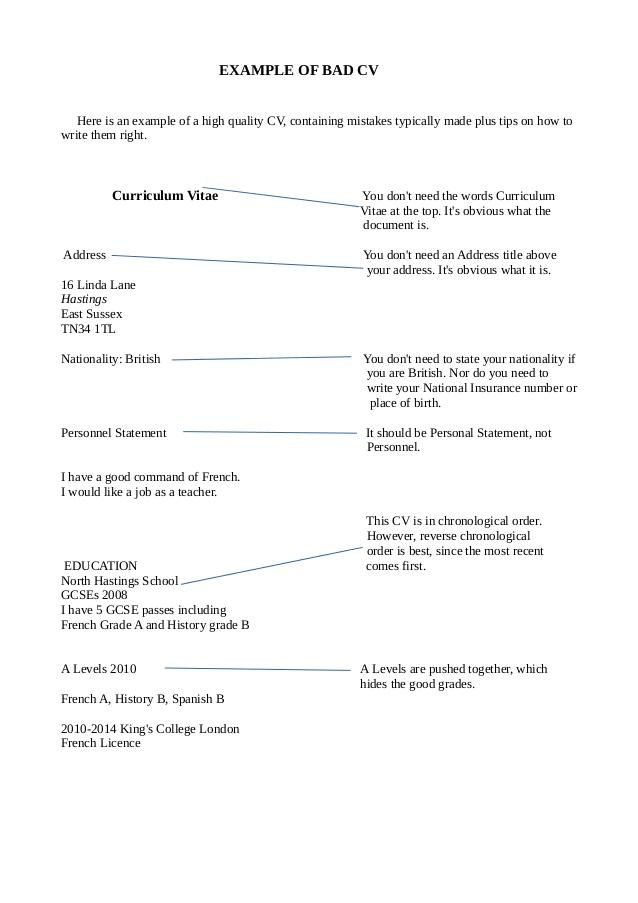 EXAMPLE OF BAD CV
Here is an example of a high quality CV, containing mistakes typically made plus tips on how to
write them right.
Curriculum Vitae
You don't need the words Curriculum
Vitae at the top. It's obvious what the
document is.
Address
You don't need an Address title above
your address. It's obvious what it is.
16 Linda Lane
Hastings
East Sussex
TN34 1TL
Nationality: British
You don't need to state your nationality if
you are British. Nor do you need to
write your National Insurance number or
place of birth.
Personnel Statement
It should be Personal Statement, not
Personnel.
I have a good command of French.
I would like a job as a teacher.
This CV is in chronological order.
However, reverse chronological
order is best, since the most recent
comes first.
EDUCATION
North Hastings School
GCSEs 2008
I have 5 GCSE passes including
French Grade A and History grade B
A Levels 2010
A Levels are pushed together, which
hides the good grades.
French A, History B, Spanish B
2010-2014 King's College London
French Licence